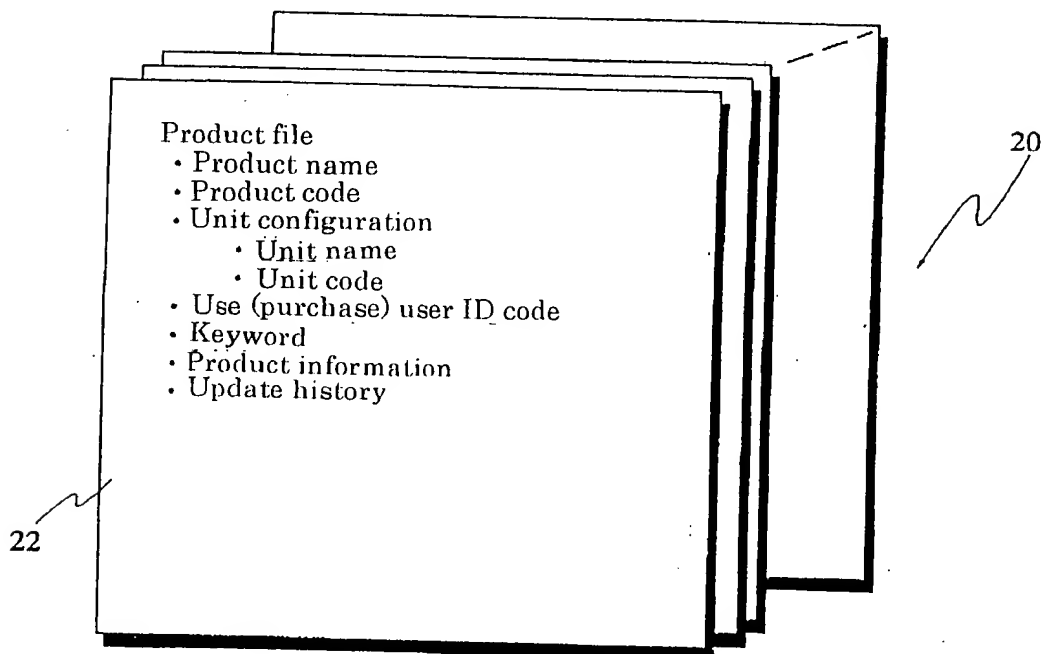 Product file
• Product name
• Product code
• Unit configuration
• Unit name
• Unit code
• Use (purchase) user ID code
• Keyword
• Product information
• Update history
20
22